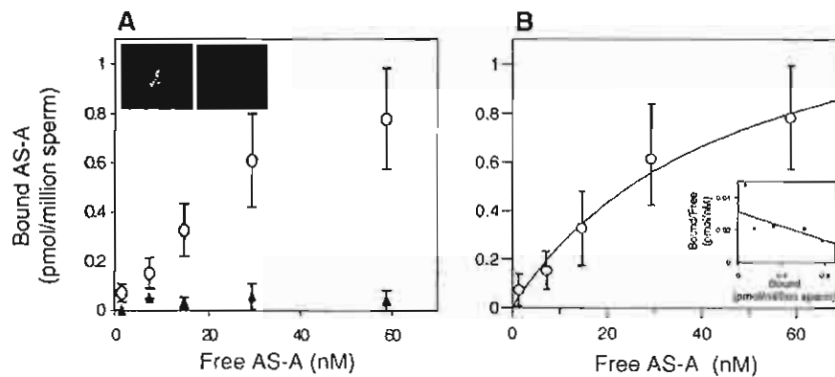 A
1
0.8
0.6
0.4
0.2
0
0 20 40 60
Free AS-A (nM)
Bound AS-A
(pmol/million sperm)
B
1
0.8
0.6
0.4
0.2
0
0 20 40 60
Free AS-A (nM)
Bound/Free
(pmol/nM)
Bound
(pmol/million sperm)